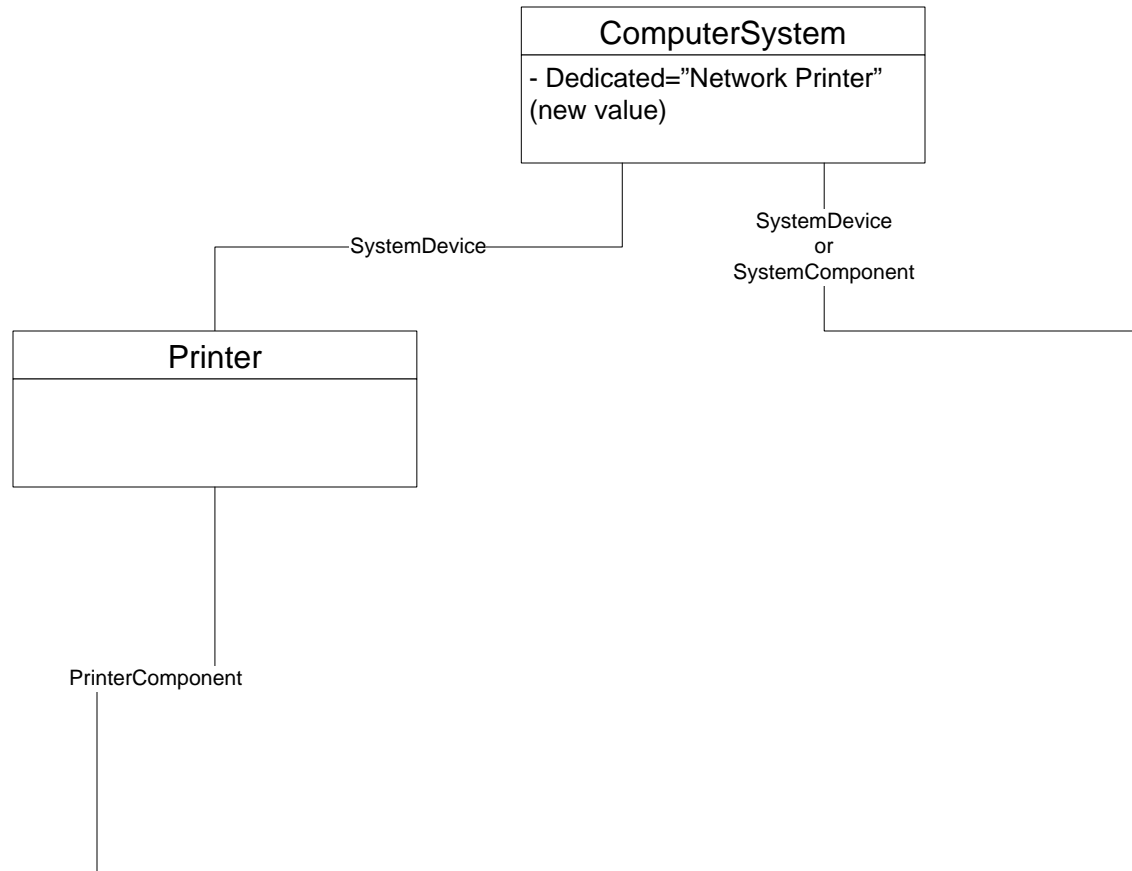 ComputerSystem
- Dedicated=”Network Printer”
(new value)
SystemDevice
SystemDevice
or
SystemComponent
Printer
PrinterComponent